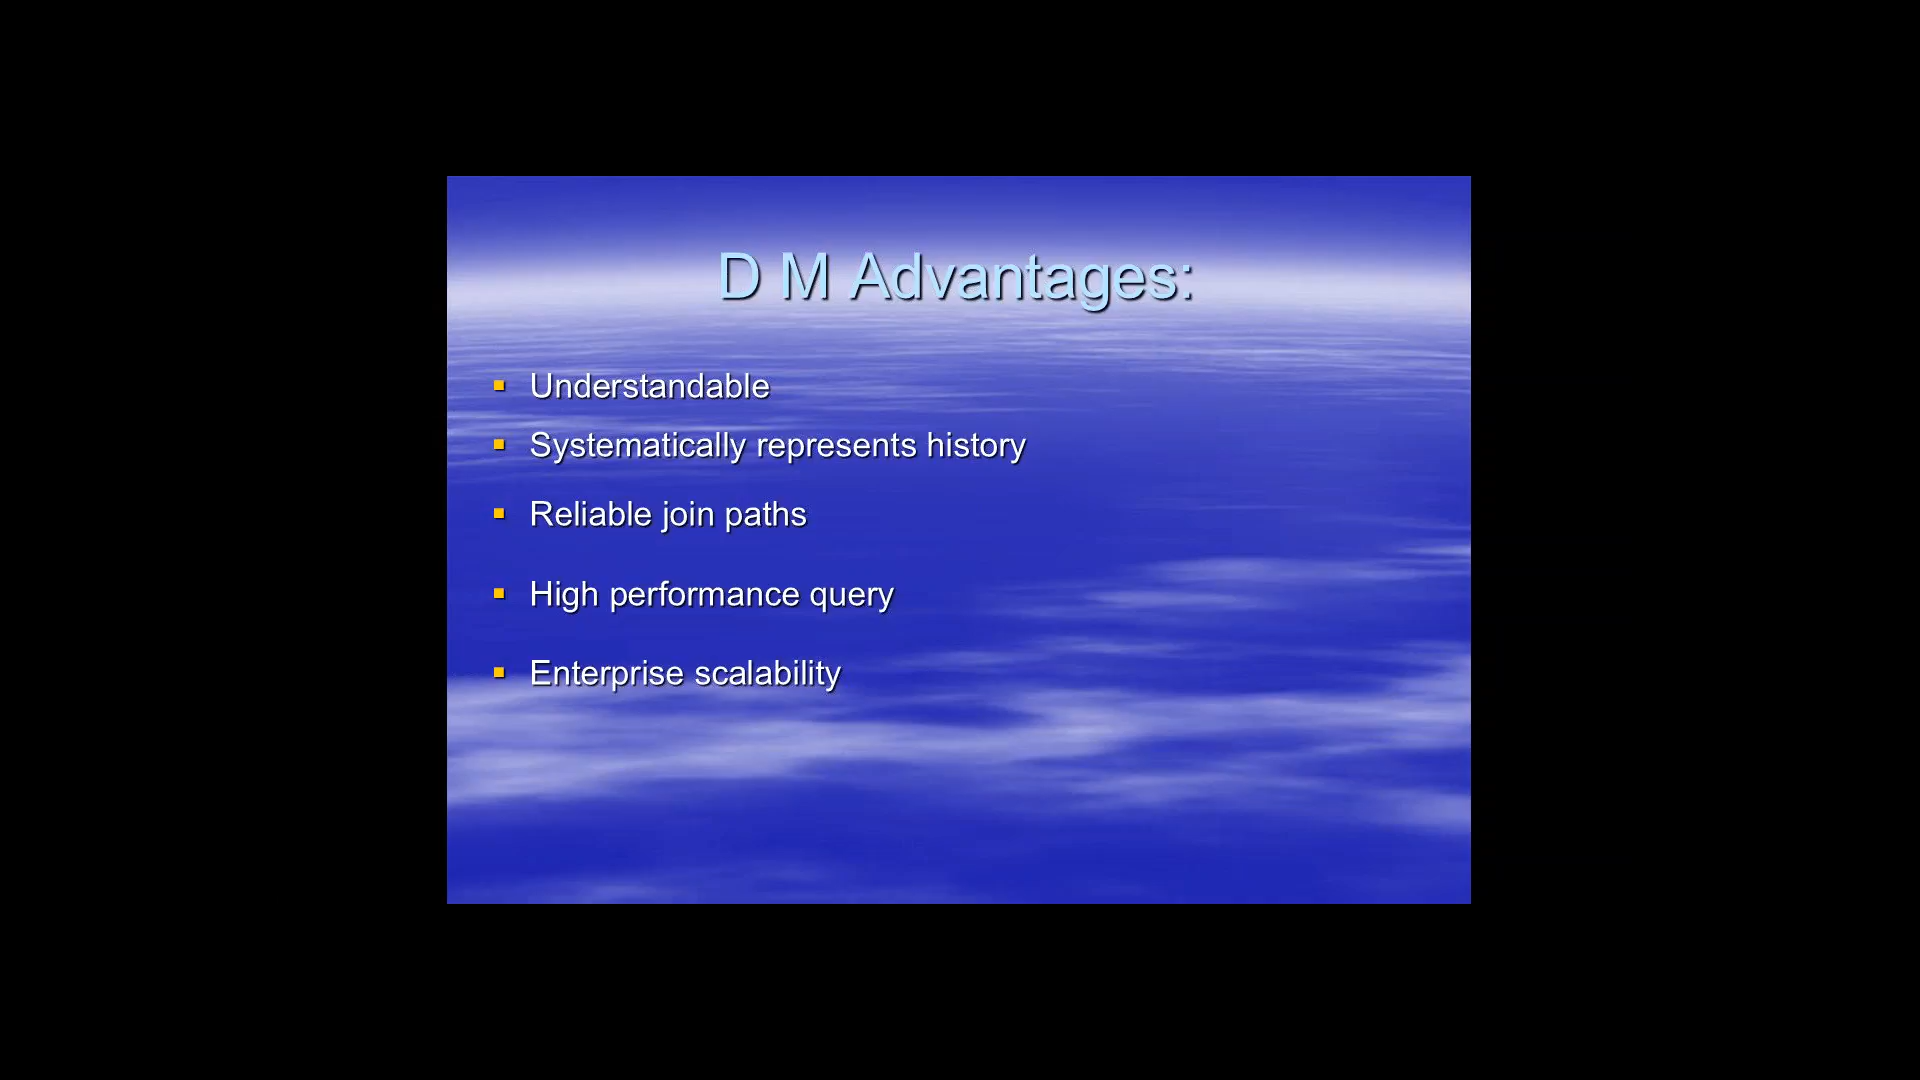 D M Advantages:
Understandable
Systematically represents history
Reliable join paths
High performance query
Enterprise scalability